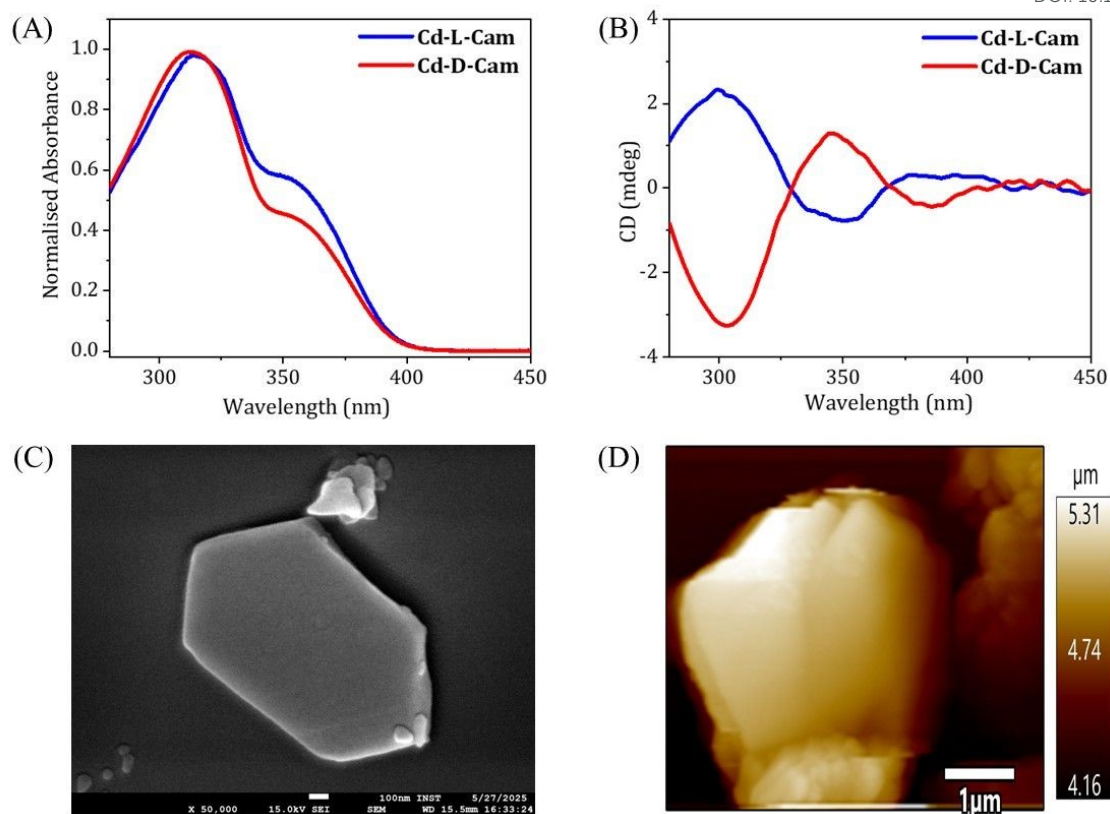 (A)
Cd-L-Cam
Cd-D-Cam
1.0
0.8
0.6
0.4
0.2
0.0
Normalised Absorbance
300
350
400
450
Wavelength (nm)
(B)
Cd-L-Cam
Cd-D-Cam
4
2
0
-2
-4
CD (mdeg)
300
350
400
450
Wavelength (nm)
(C)
100nm INST 5/27/2025
X 50,000 15.0kV SEI SEM WD 15.5mm 16:33:24
(D)
1μm
μm
5.31
4.74
4.16